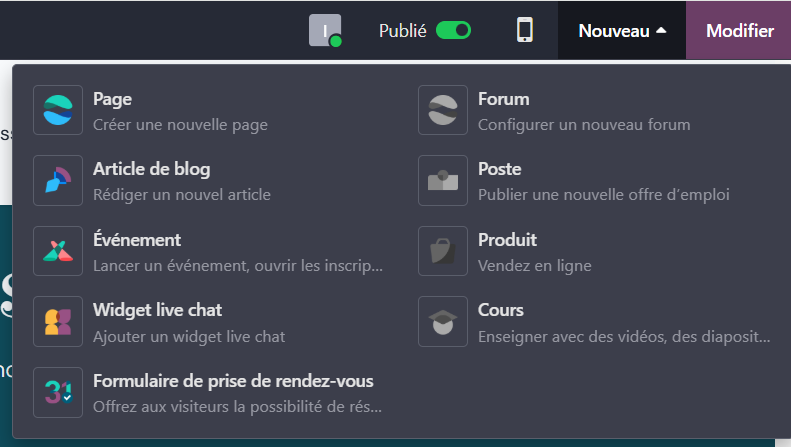 I
Publié
Nouveau
Modifier
Page
Créer une nouvelle page
Forum
Configurer un nouveau forum
Article de blog
Rédiger un nouvel article
Poste
Publier une nouvelle offre d'emploi
Événement
Lancer un événement, ouvrir les inscrip...
Produit
Vendez en ligne
Widget live chat
Ajouter un widget live chat
Cours
Enseigner avec des vidéos, des diaposit...
31
Formulaire de prise de rendez-vous
Offrez aux visiteurs la possibilité de rés...